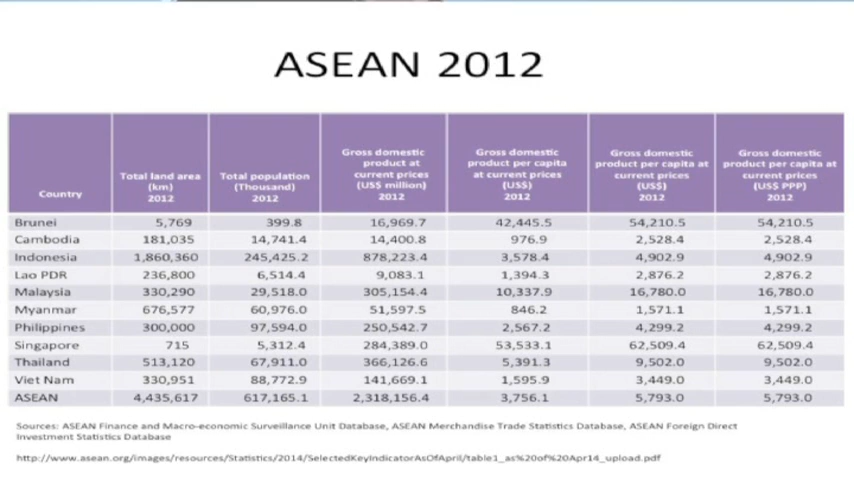 ASEAN 2012
Country
Total land area
(km)
2012
Total population
(Thousand)
2012
Gross domestic
product at
current prices
(US$ million)
2012
Gross domestic
product per capita
at current prices
(US$)
2012
Gross domestic
product per capita at
current prices
(US$)
2012
Gross domestic
product per capita at
current prices
(US$ PPP)
2012
Brunei 5,769 399.8 16,969.7 42,445.5 54,210.5 54,210.5
Cambodia 181,035 14,741.4 14,400.8 976.9 2,528.4 2,528.4
Indonesia 1,860,360 245,425.2 878,223.4 3,578.4 4,902.9 4,902.9
Lao PDR 236,800 6,514.4 9,083.1 1,394.3 2,876.2 2,876.2
Malaysia 330,290 29,518.0 305,154.4 10,337.9 16,780.0 16,780.0
Myanmar 676,577 60,976.0 51,597.5 846.2 1,571.1 1,571.1
Philippines 300,000 97,594.0 250,542.7 2,567.2 4,299.2 4,299.2
Singapore 715 5,312.4 284,389.0 53,533.1 62,509.4 62,509.4
Thailand 513,120 67,911.0 366,126.6 5,391.3 9,502.0 9,502.0
Viet Nam 330,951 88,772.9 141,669.1 1,595.9 3,449.0 3,449.0
ASEAN 4,435,617 617,165.1 2,318,156.4 3,756.1 5,793.0 5,793.0
Sources: ASEAN Finance and Macro-economic Surveillance Unit Database, ASEAN Merchandise Trade Statistics Database, ASEAN Foreign Direct
Investment Statistics Database
http://www.asean.org/images/resources/Statistics/2014/SelectedKeyIndicatorAsOfApril/table1_as%20of%20Apr14_upload.pdf